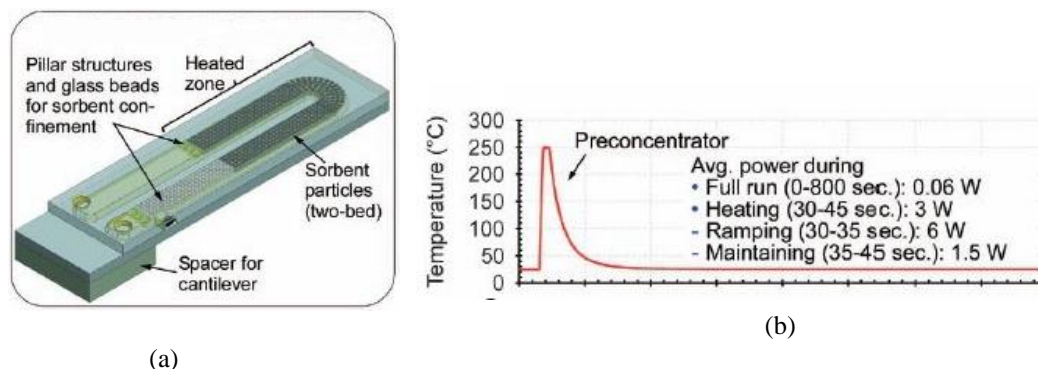 Pillar structures
and glass beads
for sorbent con-
finement
Heated
zone
Sorbent
particles
(two-bed)
Spacer for
cantilever
(a)
Temperature (°C)
300
250
200
150
100
50
0
Preconcentrator
Avg. power during
• Full run (0-800 sec.): 0.06 W
• Heating (30-45 sec.): 3 W
- Ramping (30-35 sec.): 6 W
- Maintaining (35-45 sec.): 1.5 W
(b)